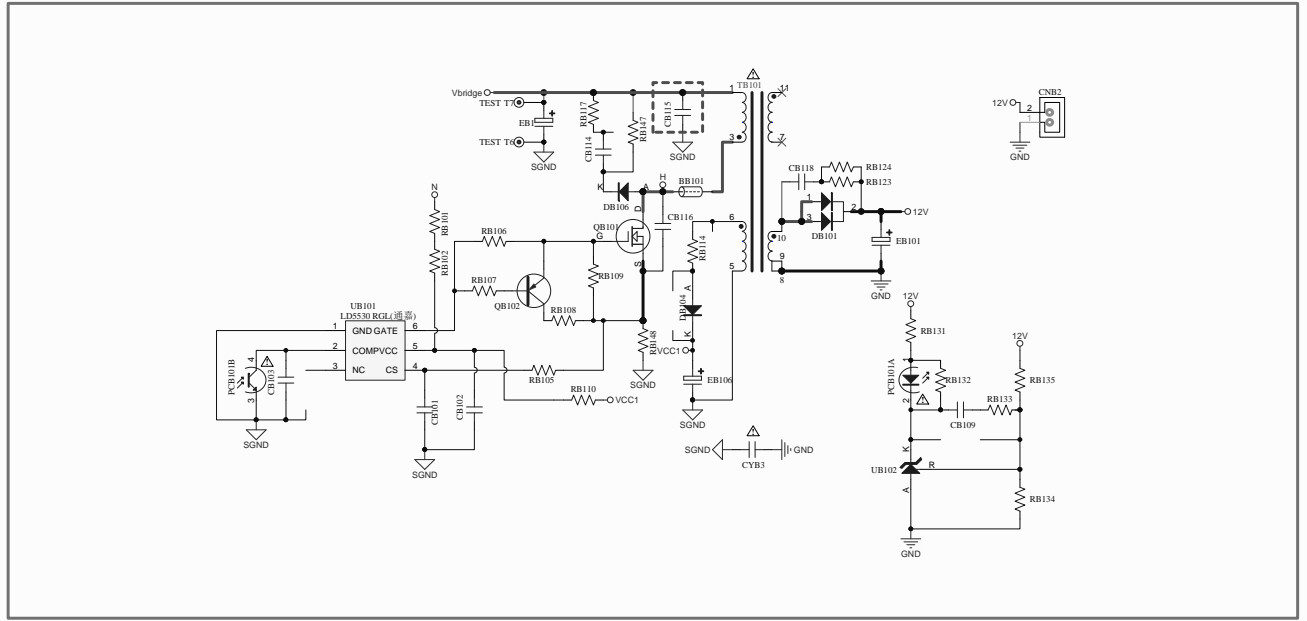 TB101
Vbridge
1
11
TEST T7
EB1
RB117
RB147
CB115
CNB2
12V
2
1
TEST T6
CB114
3
7
SGND
SGND
GND
CB118
RB124
RB123
N
K
A
H
BB101
DB106
D
1
2
3
12V
DB101
CB116
QB101
G
6
10
EB101
RB101
RB106
RB114
RB102
S
5
9
8
GND
RB109
RB107
QB102
A
DB104
K
12V
UB101
LD5530 RGL(通嘉)
RB108
RB131
1
GND
GATE
6
RB148
12V
2
COMP
VCC
5
VCC1
3
NC
CS
4
PCB101B
4
3
CB103
RB105
SGND
EB106
PCB101A
1
2
RB132
RB135
RB110
VCC1
CB101
CB102
RB133
CB109
SGND
SGND
SGND
GND
CYB3
K
R
UB102
A
SGND
RB134
GND